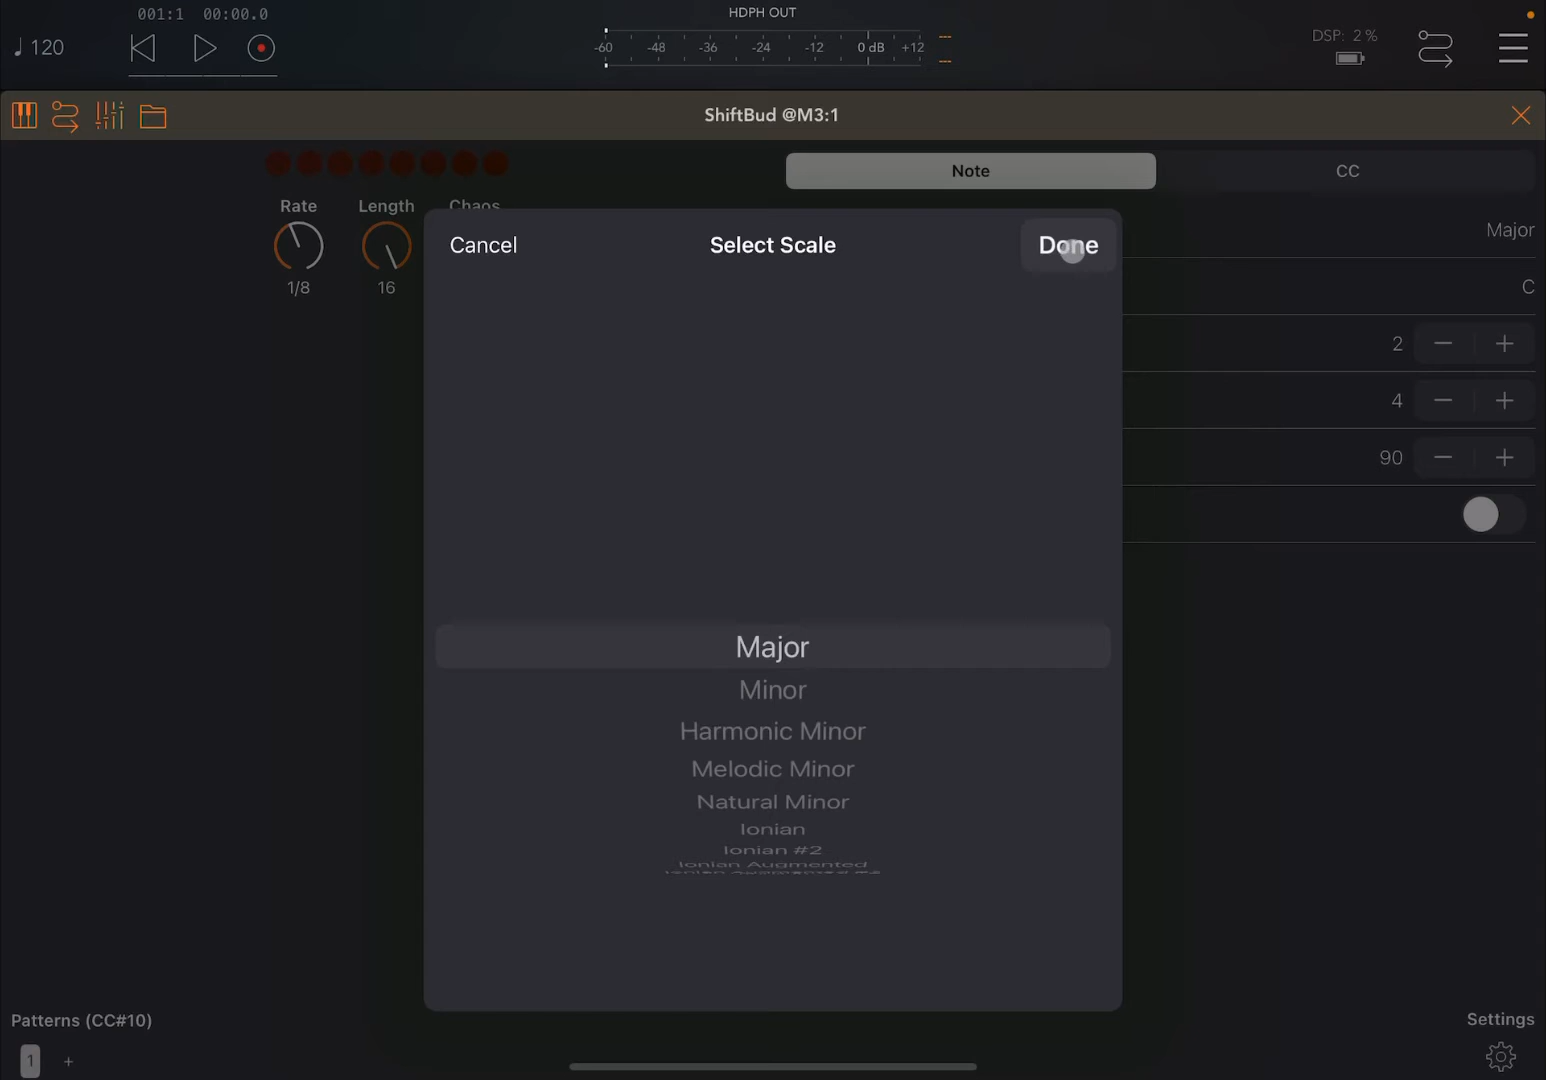 001:1 00:00.0
HDPH OUT
♩ 120
-60 -48 -36 -24 -12 0 dB +12
DSP: 2 %
ShiftBud @M3:1
Note
CC
Rate
Length
Chaos
1/8
16
Major
C
2
4
90
Cancel
Select Scale
Done
Major
Minor
Harmonic Minor
Melodic Minor
Natural Minor
Ionian
Ionian #2
Ionian Augmented
Patterns (CC#10)
1 +
Settings